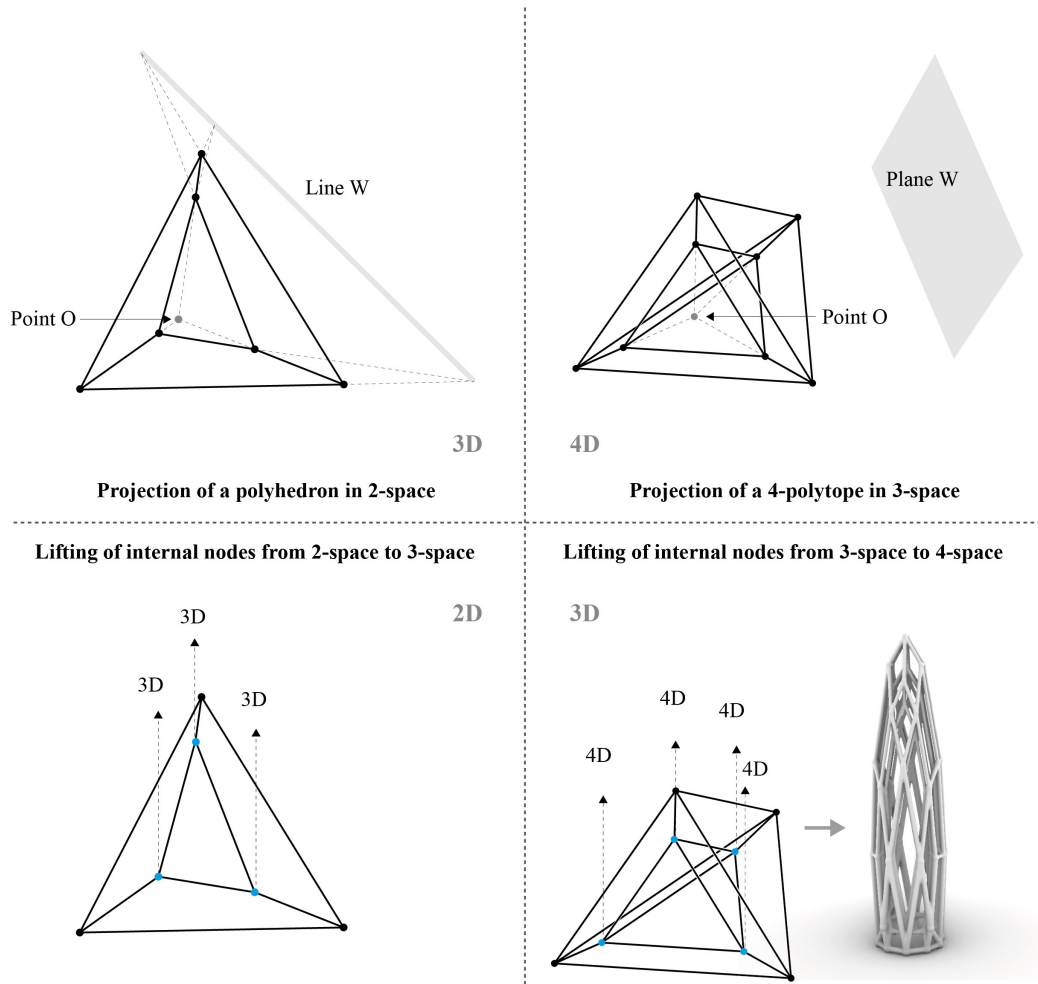 Line W
Point O
3D
Projection of a polyhedron in 2-space
Plane W
Point O
4D
Projection of a 4-polytope in 3-space
Lifting of internal nodes from 2-space to 3-space
2D
3D
3D
3D
Lifting of internal nodes from 3-space to 4-space
3D
4D
4D
4D
4D